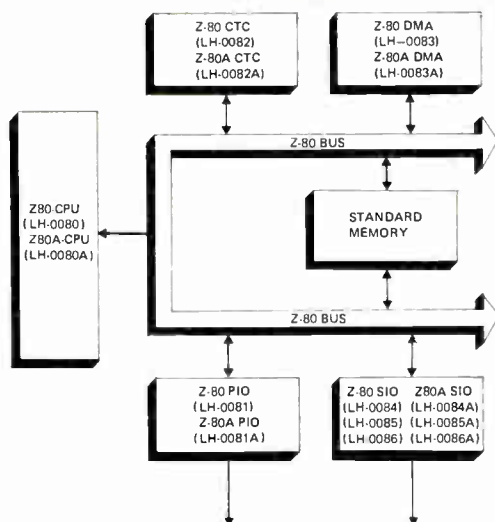 Z-80 CTC
(LH-0082)
Z-80A CTC
(LH-0082A)
Z-80 DMA
(LH-0083)
Z-80A DMA
(LH-0083A)
Z-80 BUS
Z80-CPU
(LH-0080)
Z80A-CPU
(LH-0080A)
STANDARD
MEMORY
Z-80 BUS
Z-80 PIO
(LH-0081)
Z-80A PIO
(LH-0081A)
Z-80 SIO Z80A SIO
(LH-0084) (LH-0084A)
(LH-0085) (LH-0085A)
(LH-0086) (LH-0086A)